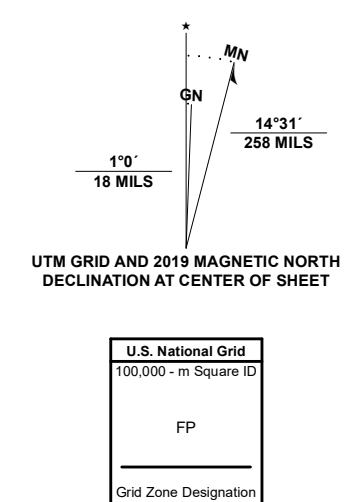 ★
MN
GN
14°31´
258 MILS
1°0´
18 MILS
UTM GRID AND 2019 MAGNETIC NORTH
DECLINATION AT CENTER OF SHEET
U.S. National Grid
100,000 - m Square ID
FP
Grid Zone Designation